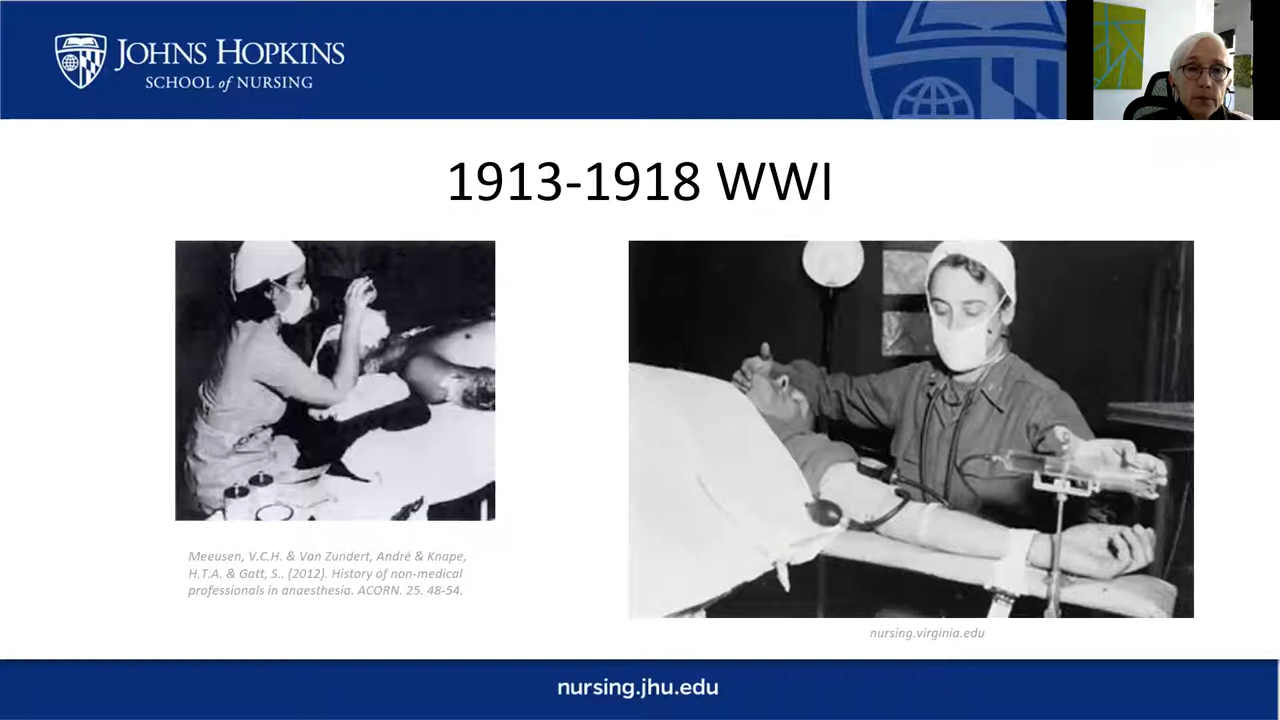 JOHNS HOPKINS
SCHOOL of NURSING
1913-1918 WWI
Meeusen, V.C.H. & Van Zundert, André & Knape,
H.T.A. & Gatt, S.. (2012). History of non-medical
professionals in anaesthesia. ACORN. 25. 48-54.
nursing.virginia.edu
nursing.jhu.edu